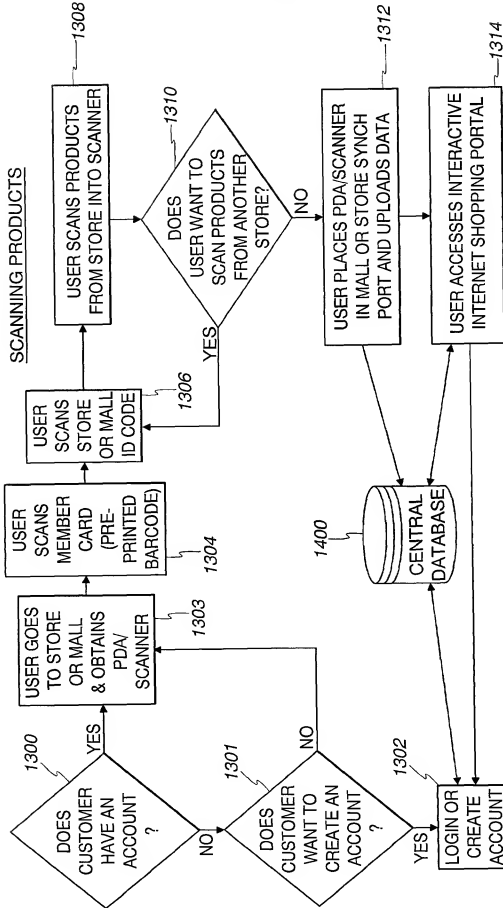 SCANNING PRODUCTS
1300
DOES
CUSTOMER
HAVE AN
ACCOUNT
?
YES
NO
1301
DOES
CUSTOMER
WANT TO
CREATE AN
ACCOUNT
?
NO
YES
1302
LOGIN OR
CREATE
ACCOUNT
1303
USER GOES
TO STORE
OR MALL
& OBTAINS
PDA/
SCANNER
1304
USER
SCANS
MEMBER
CARD
(PRE-
PRINTED
BARCODE)
1306
USER
SCANS
STORE
OR MALL
ID CODE
1308
USER SCANS PRODUCTS
FROM STORE INTO SCANNER
1310
DOES
USER WANT TO
SCAN PRODUCTS
FROM ANOTHER
STORE?
YES
NO
1312
USER PLACES PDA/SCANNER
IN MALL OR STORE SYNCH
PORT AND UPLOADS DATA
1314
USER ACCESSES INTERACTIVE
INTERNET SHOPPING PORTAL
1400
CENTRAL
DATABASE